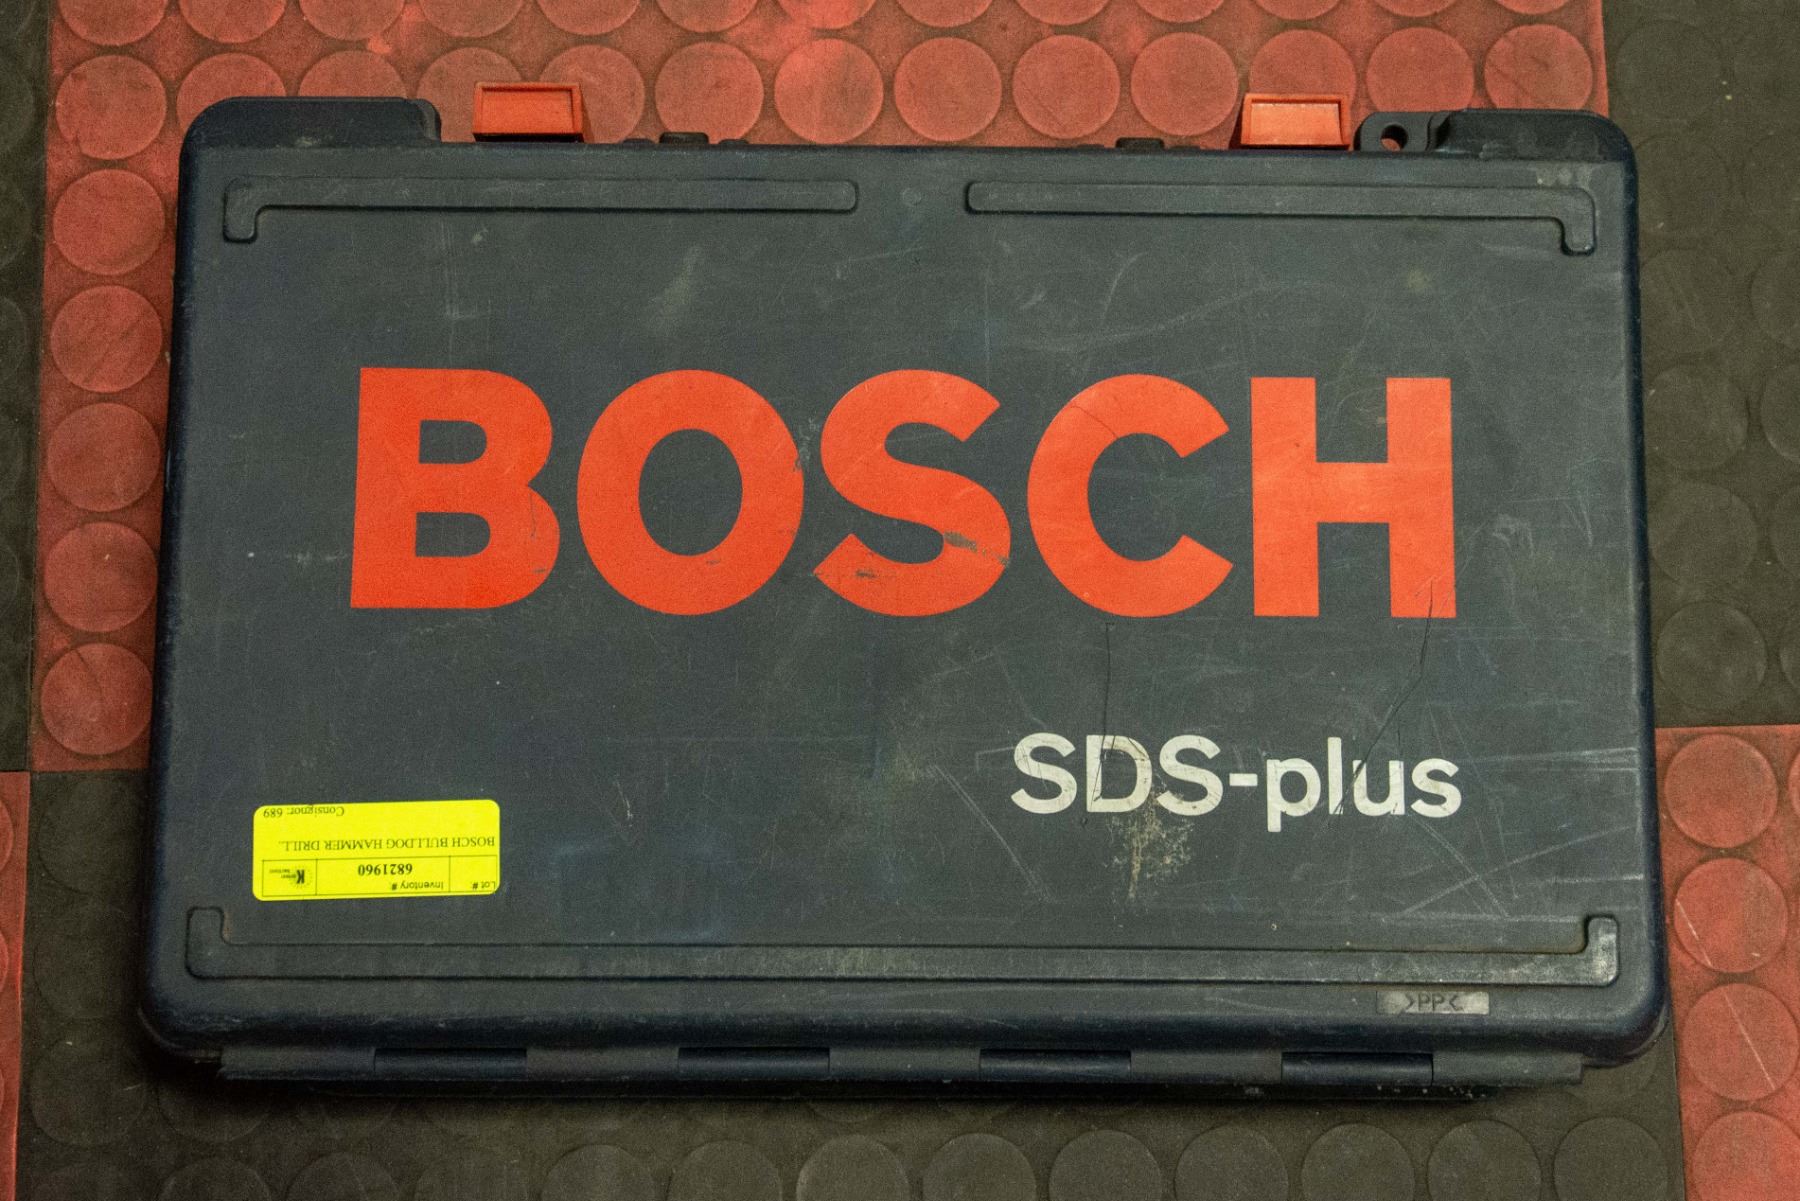 BOSCH
SDS-plus
Lot # Inventory #:
6821960
BOSCH BULLDOG HAMMER DRILL.
Consignor: 689
>PP<